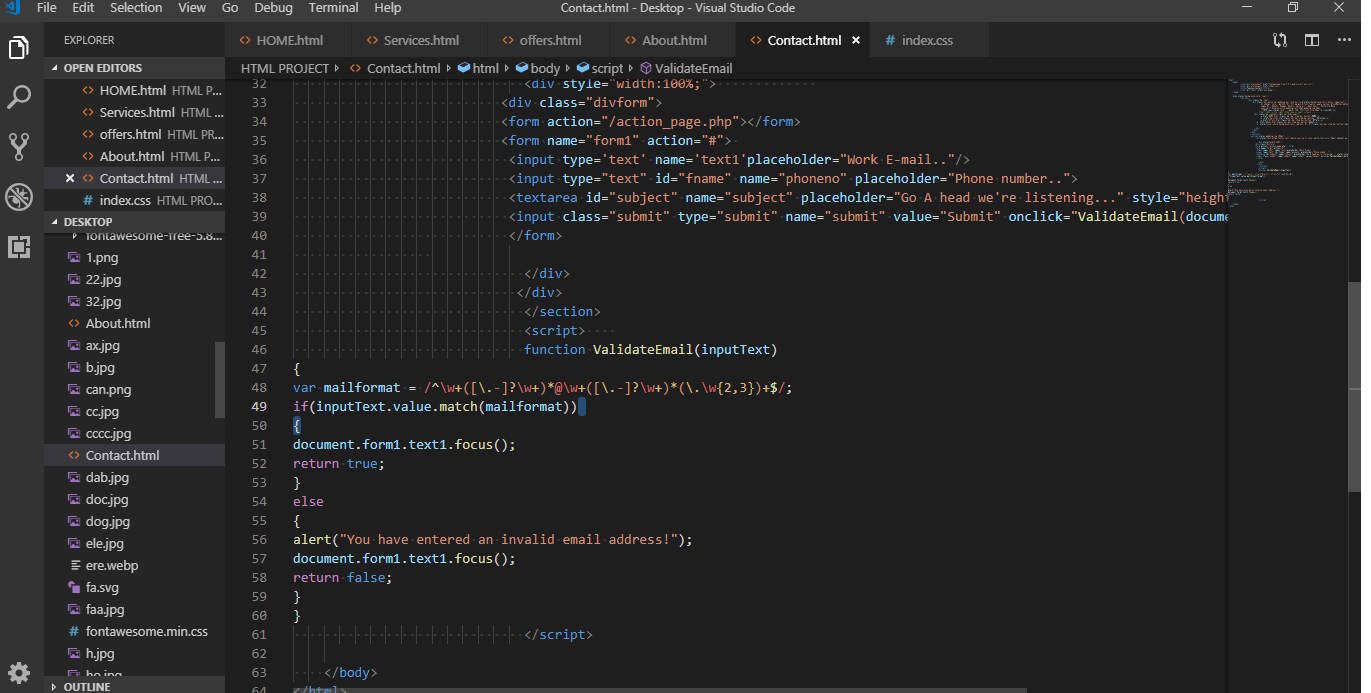 File Edit Selection View Go Debug Terminal Help
Contact.html - Desktop - Visual Studio Code
EXPLORER
OPEN EDITORS
HOME.html HTML P...
Services.html HTML ...
offers.html HTML PR...
About.html HTML P...
Contact.html HTML ...
index.css HTML PRO...
DESKTOP
fontawesome-free-5.8...
1.png
22.jpg
32.jpg
About.html
ax.jpg
b.jpg
can.png
cc.jpg
cccc.jpg
Contact.html
dab.jpg
doc.jpg
dog.jpg
ele.jpg
ere.webp
fa.svg
faa.jpg
fontawesome.min.css
h.jpg
ho.jpg
OUTLINE
HOME.html Services.html offers.html About.html Contact.html index.css
HTML PROJECT Contact.html html body script ValidateEmail
32 <div style="width:100%;">
33 <div class="divform">
34 <form action="/action_page.php"></form>
35 <form name="form1" action="#">
36 <input type='text' name='text1'placeholder="Work E-mail.."/>
37 <input type="text" id="fname" name="phoneno" placeholder="Phone number..">
38 <textarea id="subject" name="subject" placeholder="Go A head we're listening..." style="height
39 <input class="submit" type="submit" name="submit" value="Submit" onclick="ValidateEmail(docume
40 </form>
41
42 </div>
43 </div>
44 </section>
45 <script>
46 function ValidateEmail(inputText)
47 {
48 var mailformat = /^\w+([\.-]?\w+)*@\w+([\.-]?\w+)*(\.\w{2,3})+$/;
49 if(inputText.value.match(mailformat))
50 {
51 document.form1.text1.focus();
52 return true;
53 }
54 else
55 {
56 alert("You have entered an invalid email address!");
57 document.form1.text1.focus();
58 return false;
59 }
60 }
61 </script>
62
63 </body>
64 </html>